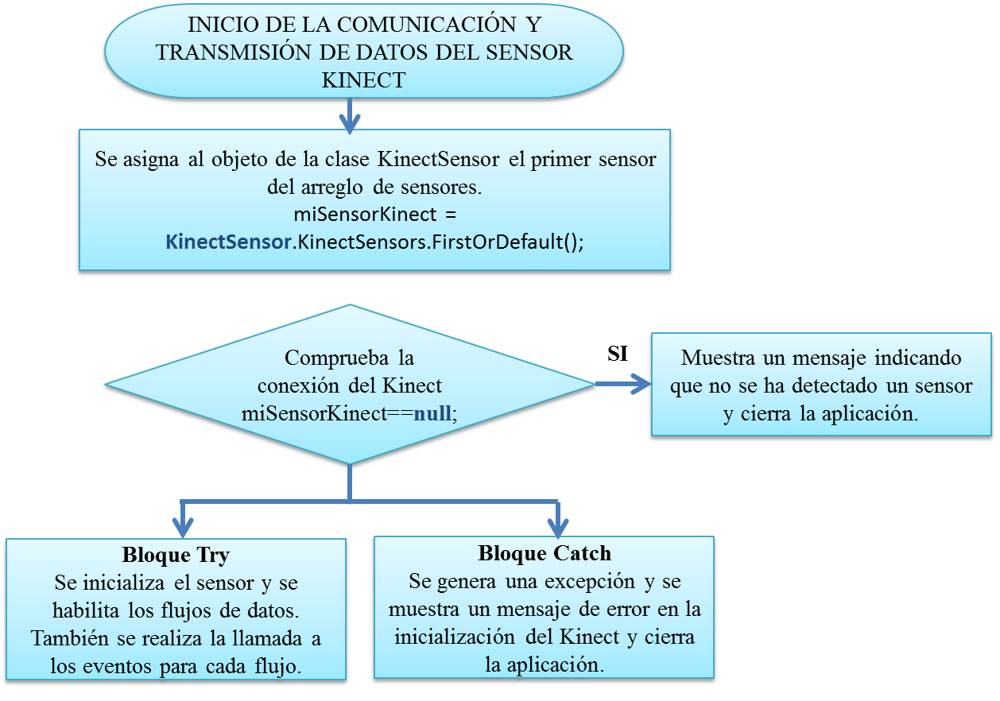 INICIO DE LA COMUNICACIÓN Y
TRANSMISIÓN DE DATOS DEL SENSOR
KINECT
Se asigna al objeto de la clase KinectSensor el primer sensor
del arreglo de sensores.
miSensorKinect =
KinectSensor.KinectSensors.FirstOrDefault();
Comprueba la
conexión del Kinect
miSensorKinect==null;
SI
Muestra un mensaje indicando
que no se ha detectado un sensor
y cierra la aplicación.
Bloque Try
Se inicializa el sensor y se
habilita los flujos de datos.
También se realiza la llamada a
los eventos para cada flujo.
Bloque Catch
Se genera una excepción y se
muestra un mensaje de error en la
inicialización del Kinect y cierra
la aplicación.